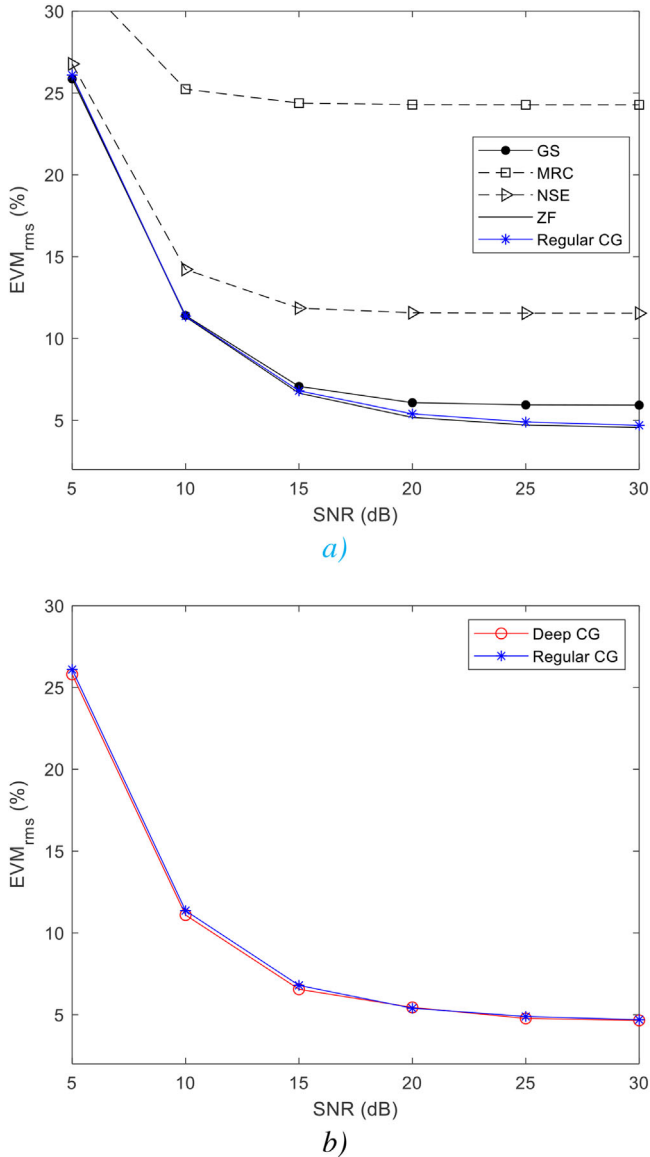 30
25
20
15
10
5
EVMrms (%)
5 10 15 20 25 30
SNR (dB)
GS
MRC
NSE
ZF
Regular CG
a)
30
25
20
15
10
5
EVMrms (%)
5 10 15 20 25 30
SNR (dB)
Deep CG
Regular CG
b)